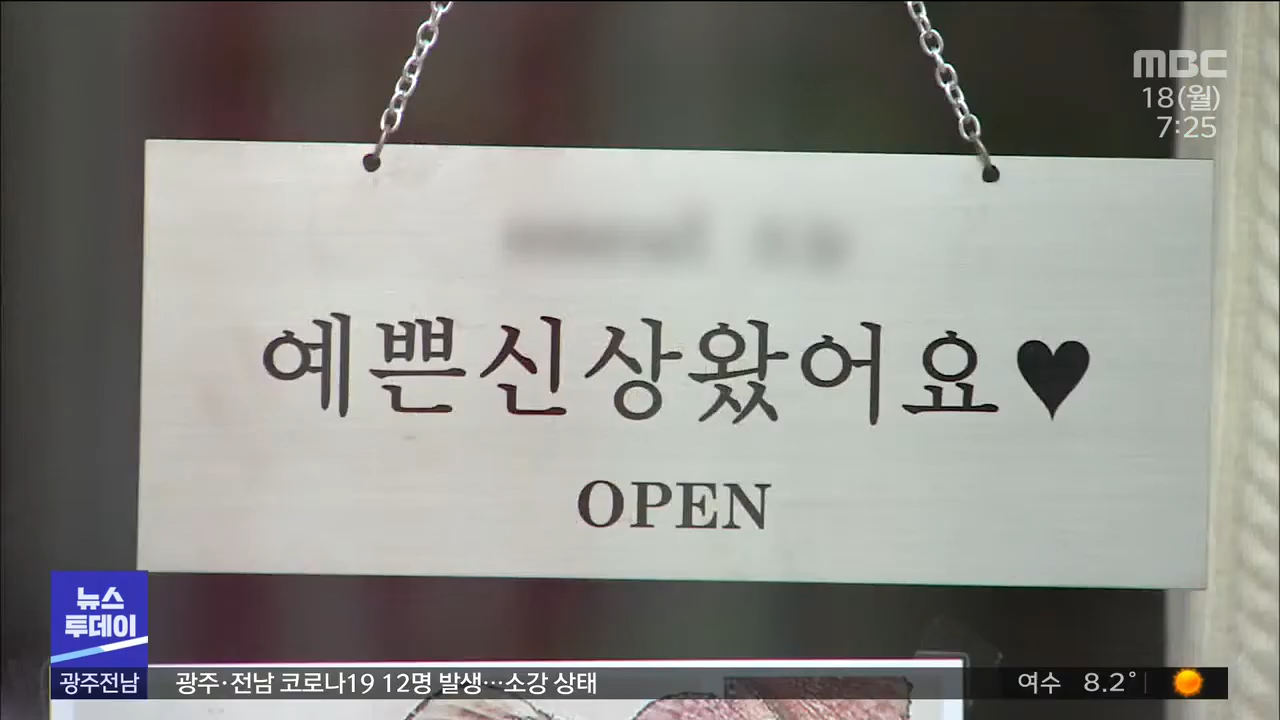 MBC
18(월)
7:25
예쁜신상왔어요♥
OPEN
뉴스
투데이
광주전남
광주·전남 코로나19 12명 발생…소강 상태
여수 8.2°